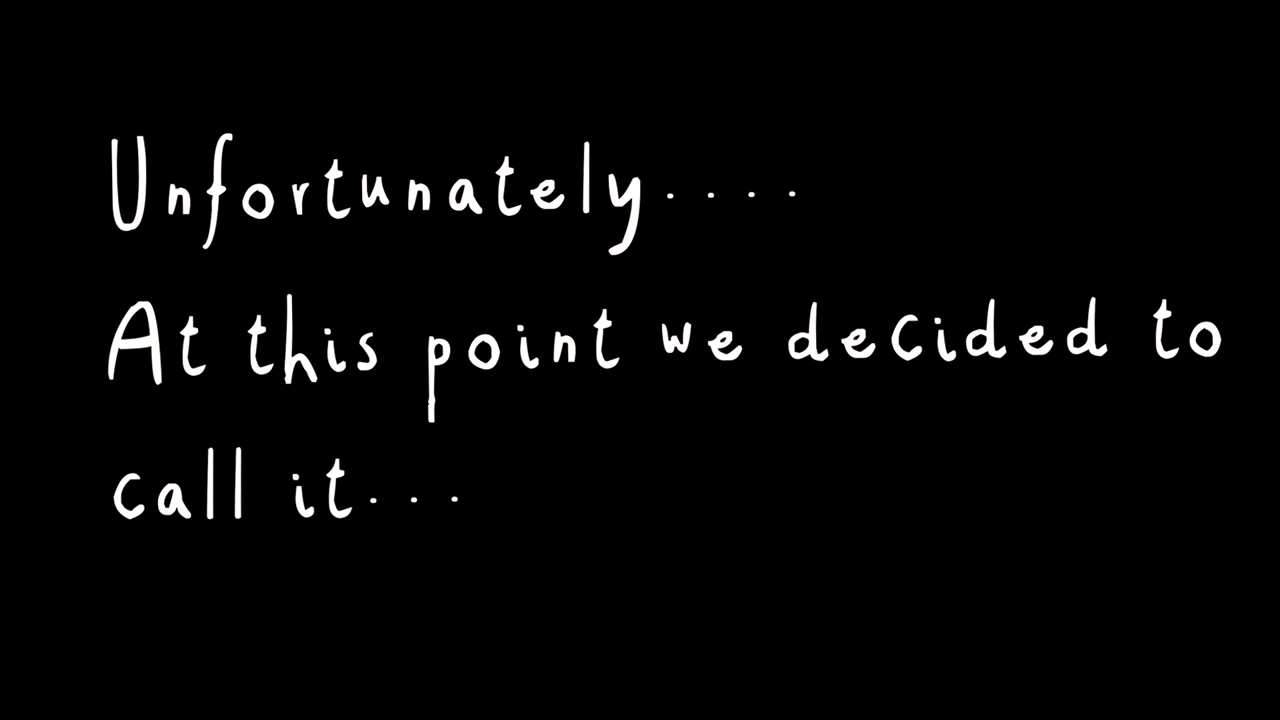 Unfortunately....
At this point we decided to
call it...